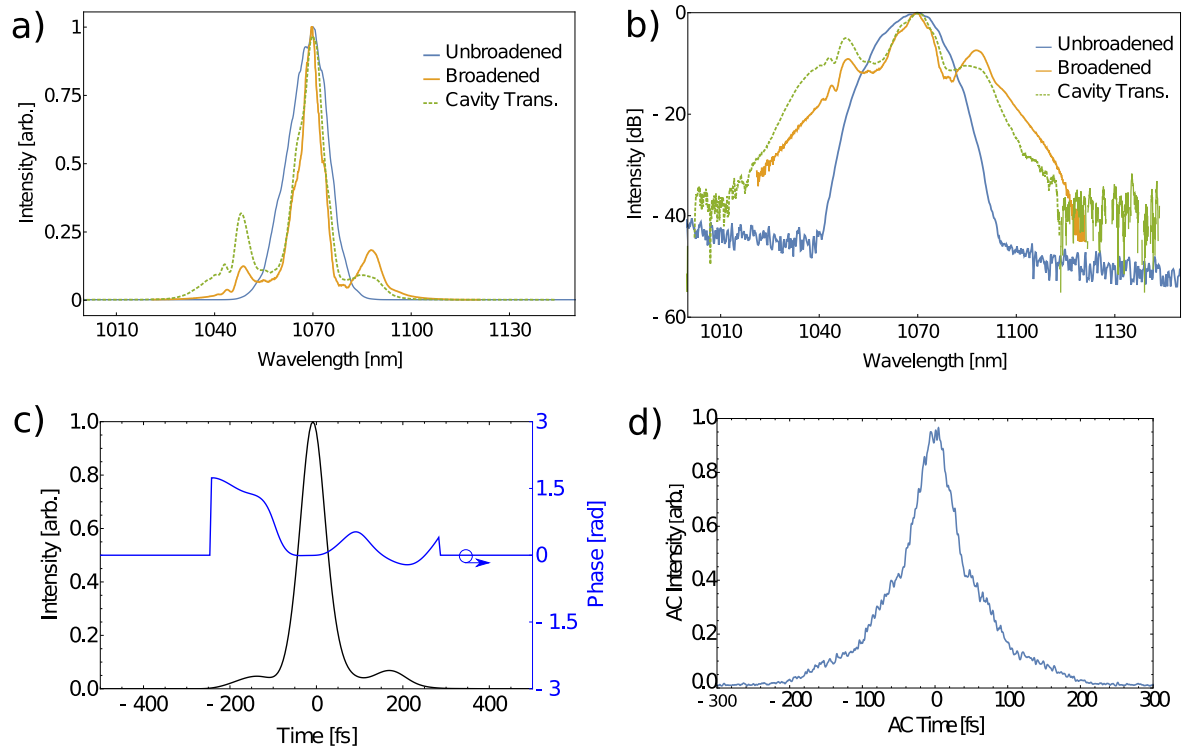 a)
1
0.75
0.5
0.25
0
Intensity [arb.]
Unbroadened
Broadened
Cavity Trans.
1010 1040 1070 1100 1130
Wavelength [nm]
b)
0
- 20
- 40
- 60
Intensity [dB]
Unbroadened
Broadened
Cavity Trans.
1010 1040 1070 1100 1130
Wavelength [nm]
c)
1.0
0.8
0.6
0.4
0.2
0.0
Intensity [arb.]
3
1.5
0
- 1.5
- 3
Phase [rad]
- 400 - 200 0 200 400
Time [fs]
d)
1.0
0.8
0.6
0.4
0.2
0.0
AC Intensity [arb.]
- 300 - 200 - 100 0 100 200 300
AC Time [fs]